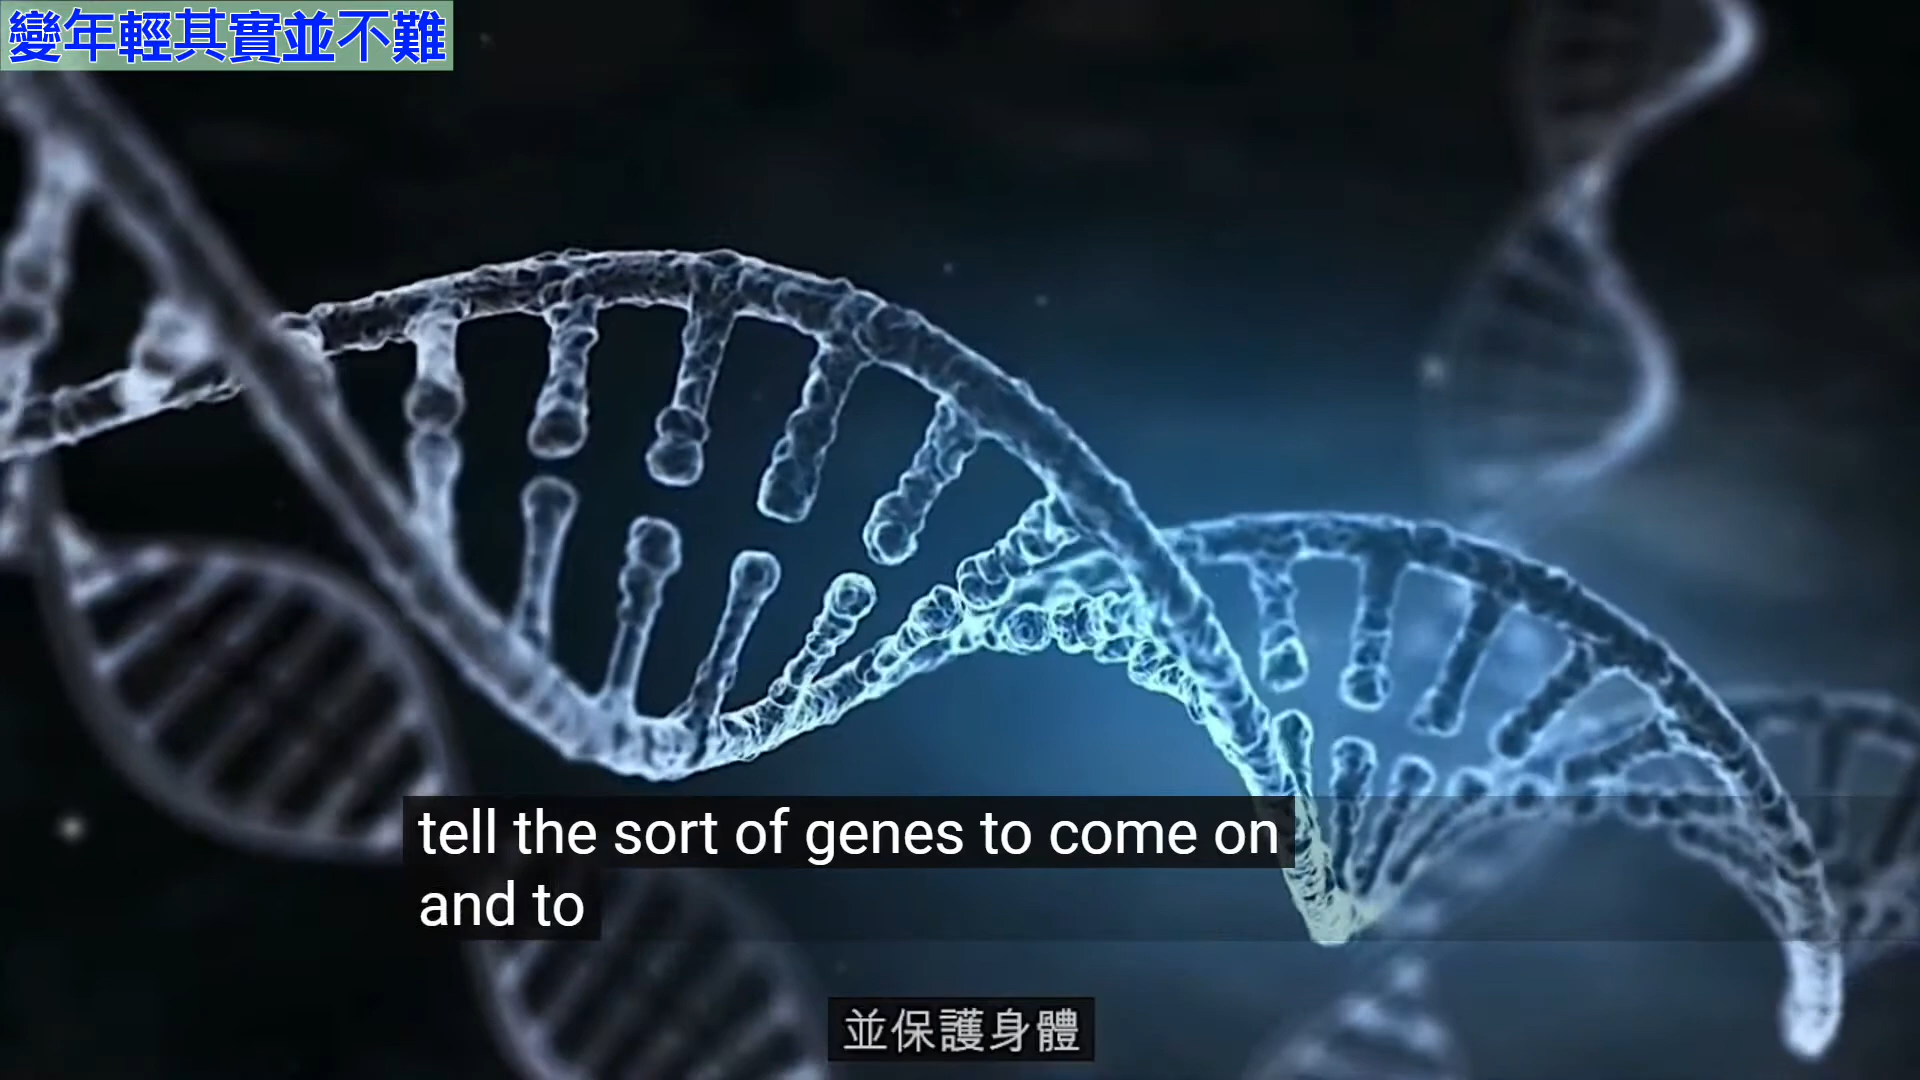 變年輕其實並不難
tell the sort of genes to come on
and to
並保護身體